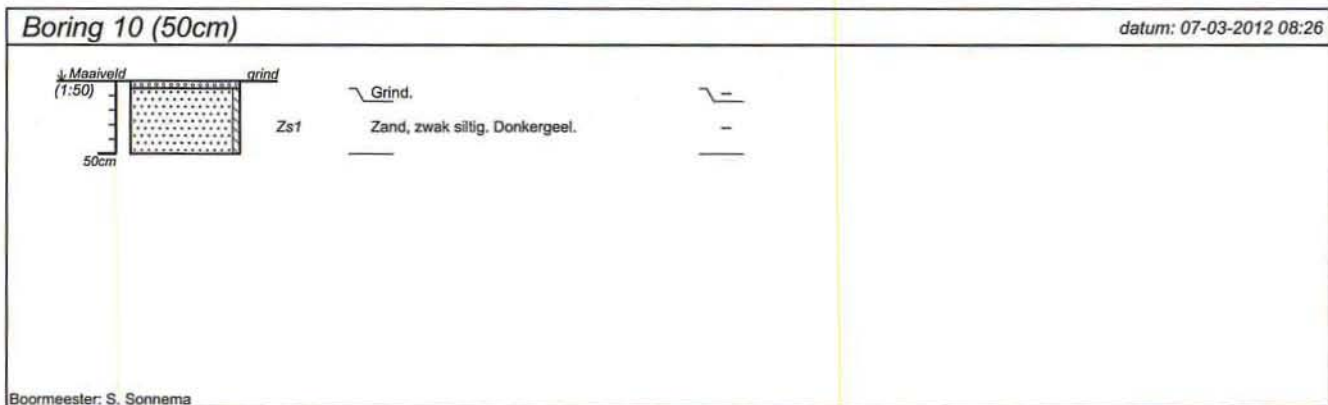 Boring 10 (50cm) datum: 07-03-2012 08:26
Maaiveld grind
(1:50) Grind. –
Zs1 Zand, zwak siltig. Donkergeel. –
50cm
Boormeester: S. Sonnema